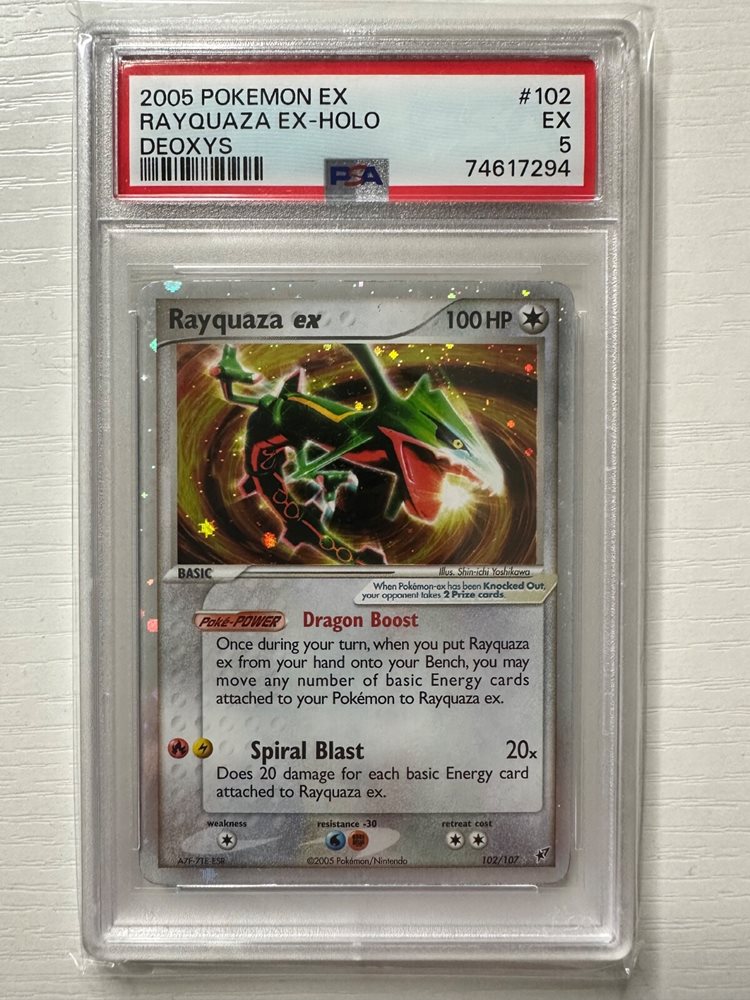 2005 POKEMON EX #102
RAYQUAZA EX-HOLO EX
DEOXYS 5
PSA 74617294
Rayquaza ex 100 HP
BASIC
Illus. Shin-ichi Yoshikawa
When Pokémon-ex has been Knocked Out,
your opponent takes 2 Prize cards.
Poké-POWER Dragon Boost
Once during your turn, when you put Rayquaza
ex from your hand onto your Bench, you may
move any number of basic Energy cards
attached to your Pokémon to Rayquaza ex.
Spiral Blast 20x
Does 20 damage for each basic Energy card
attached to Rayquaza ex.
weakness resistance -30 retreat cost
©2005 Pokémon/Nintendo 102/107